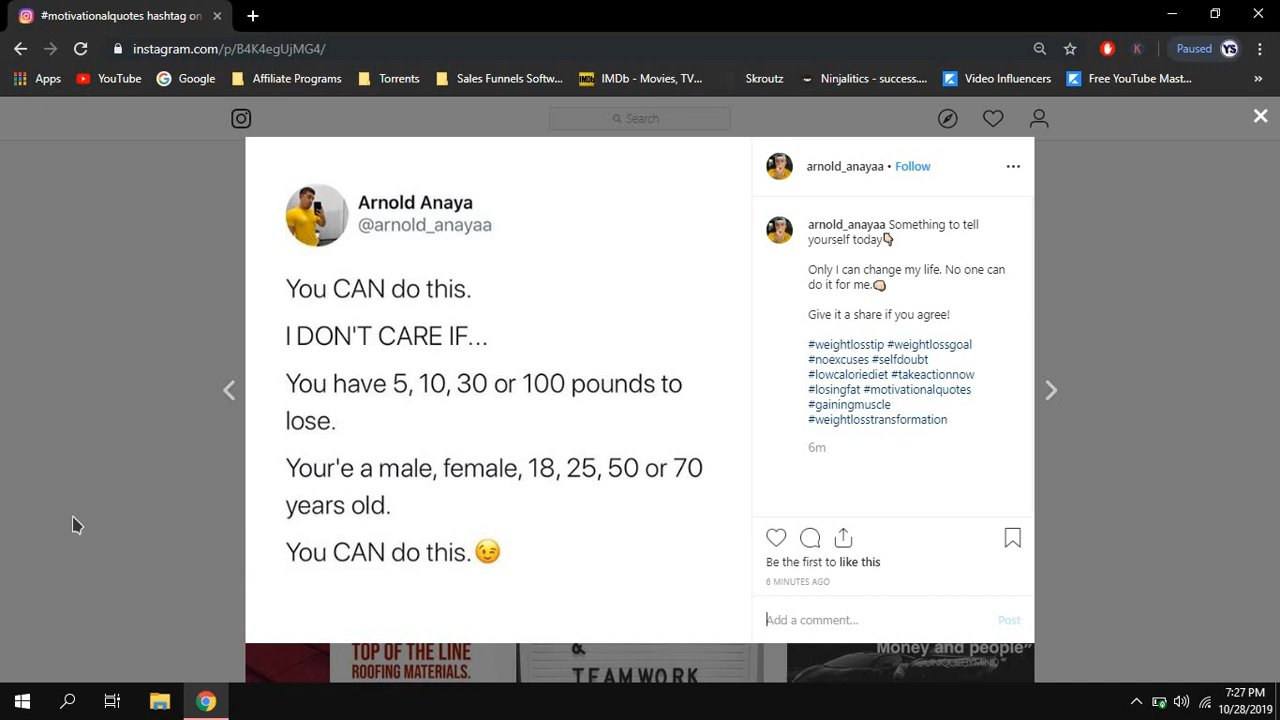 #motivationalquotes hashtag on
instagram.com/p/B4K4egUjMG4/
Paused
YS
Apps
YouTube
Google
Affiliate Programs
Torrents
Sales Funnels Softw...
IMDb
IMDb - Movies, TV...
Skroutz
Ninjalitics - success....
Video Influencers
Free YouTube Mast...
»
Search
Arnold Anaya
@arnold_anayaa
You CAN do this.
I DON'T CARE IF...
You have 5, 10, 30 or 100 pounds to
lose.
Your'e a male, female, 18, 25, 50 or 70
years old.
You CAN do this.😉
arnold_anayaa • Follow
arnold_anayaa Something to tell
yourself today👇🏻
Only I can change my life. No one can
do it for me.👊🏻
Give it a share if you agree!
#weightlosstip #weightlossgoal
#noexcuses #selfdoubt
#lowcaloriediet #takeactionnow
#losingfat #motivationalquotes
#gainingmuscle
#weightlosstransformation
6m
Be the first to like this
6 MINUTES AGO
Add a comment...
Post
TOP OF THE LINE
ROOFING MATERIALS.
&
TEAMWORK
Money and people”
@UNIQUEBYMIND
7:27 PM
10/28/2019